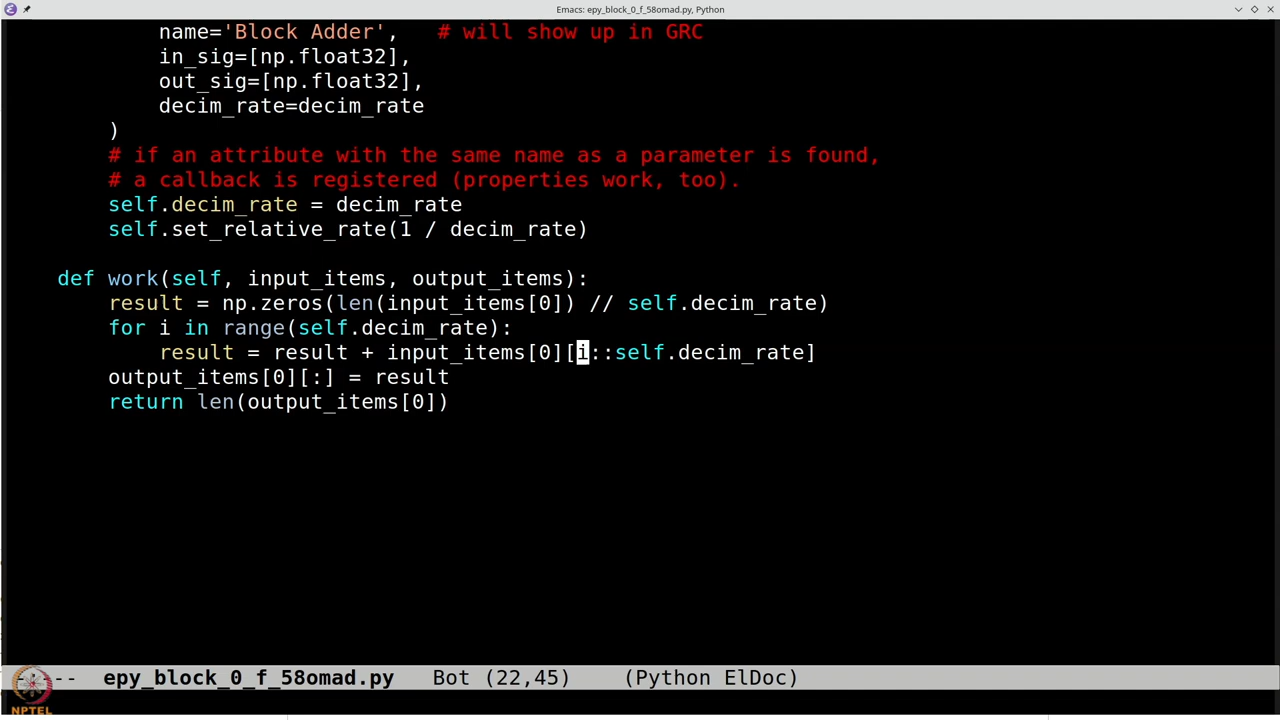 Emacs: epy_block_0_f_58omad.py, Python
name='Block Adder',   # will show up in GRC
in_sig=[np.float32],
out_sig=[np.float32],
decim_rate=decim_rate
)
# if an attribute with the same name as a parameter is found,
# a callback is registered (properties work, too).
self.decim_rate = decim_rate
self.set_relative_rate(1 / decim_rate)
def work(self, input_items, output_items):
result = np.zeros(len(input_items[0]) // self.decim_rate)
for i in range(self.decim_rate):
result = result + input_items[0][i::self.decim_rate]
output_items[0][:] = result
return len(output_items[0])
-:--- epy_block_0_f_58omad.py   Bot (22,45)    (Python ElDoc)
NPTEL